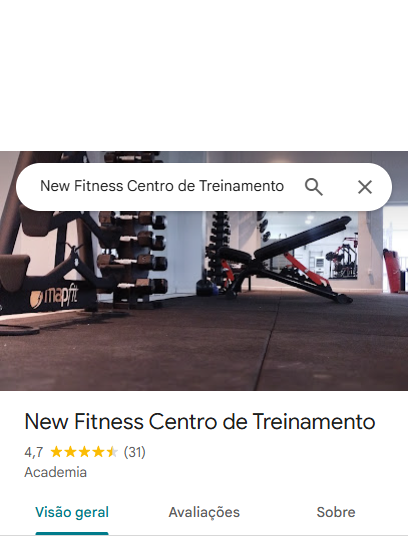 New Fitness Centro de Treinamento
mapfit
New Fitness Centro de Treinamento
4,7 (31)
Academia
Visão geral Avaliações Sobre